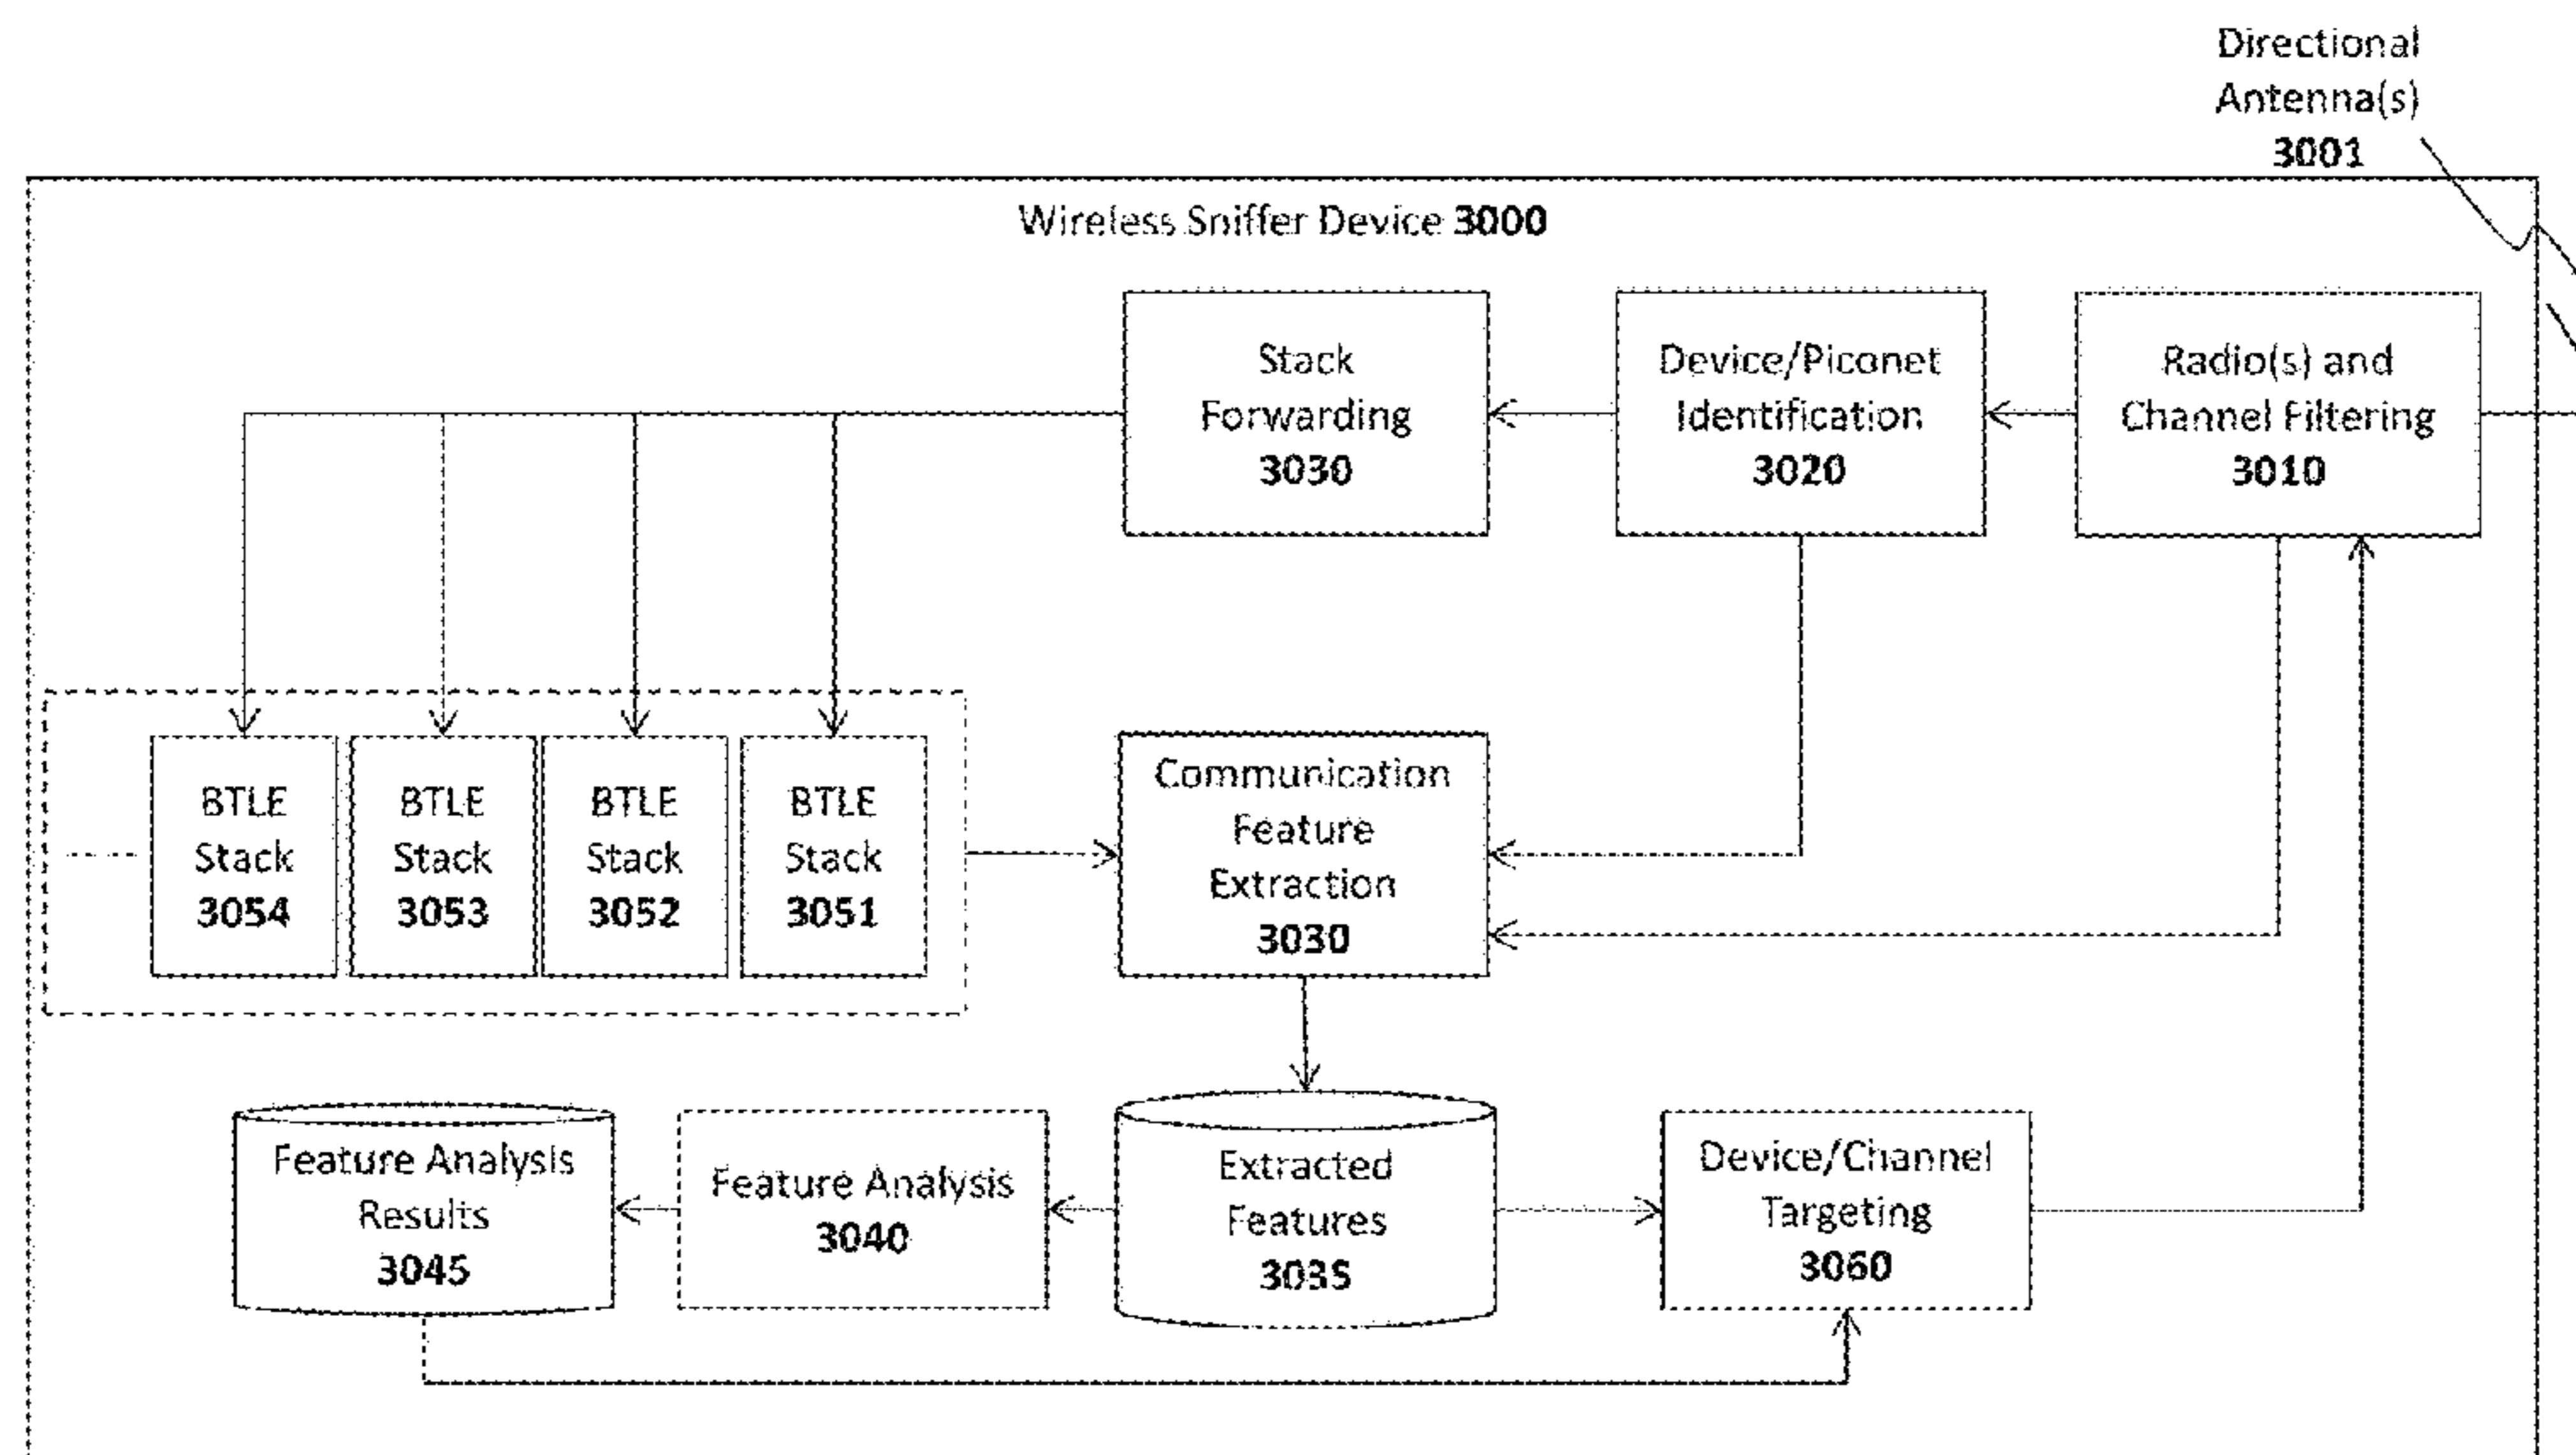 Directional
Antenna(s)
3001
Wireless Sniffer Device 3000
Stack
Forwarding
3030
Device/Piconet
Identification
3020
Radio(s) and
Channel Filtering
3010
BTLE
Stack
3054
BTLE
Stack
3053
BTLE
Stack
3052
BTLE
Stack
3051
Communication
Feature
Extraction
3030
Feature Analysis
Results
3045
Feature Analysis
3040
Extracted
Features
3035
Device/Channel
Targeting
3060